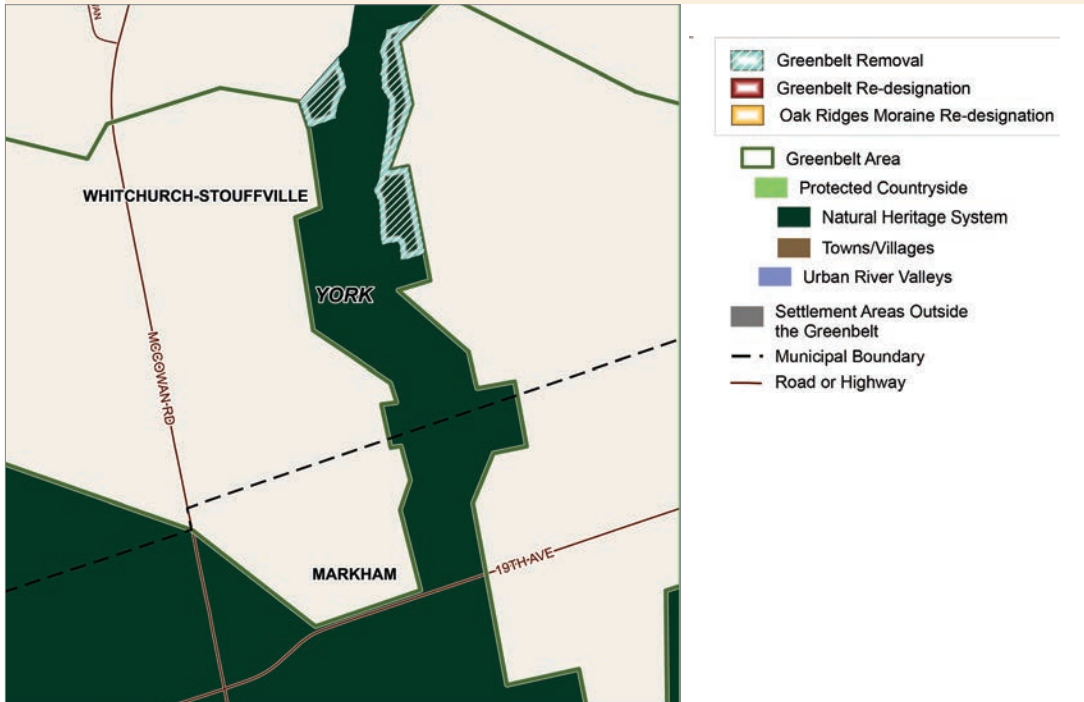 WHITCHURCH-STOUFFVILLE
YORK
MCCOWAN RD
MARKHAM
19TH AVE
Greenbelt Removal
Greenbelt Re-designation
Oak Ridges Moraine Re-designation
Greenbelt Area
Protected Countryside
Natural Heritage System
Towns/Villages
Urban River Valleys
Settlement Areas Outside
the Greenbelt
Municipal Boundary
Road or Highway